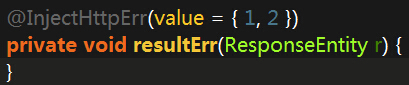 @InjectHttpErr(value = { 1, 2 })
private void resultErr(ResponseEntity r) {
}